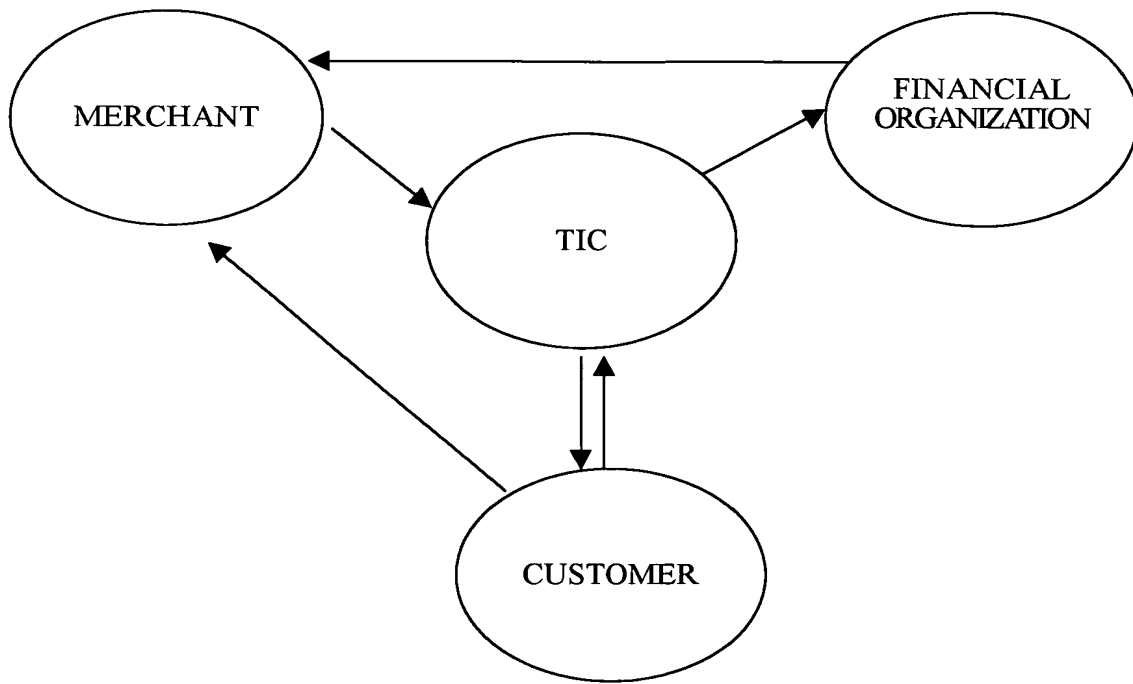 MERCHANT
FINANCIAL
ORGANIZATION
TIC
CUSTOMER